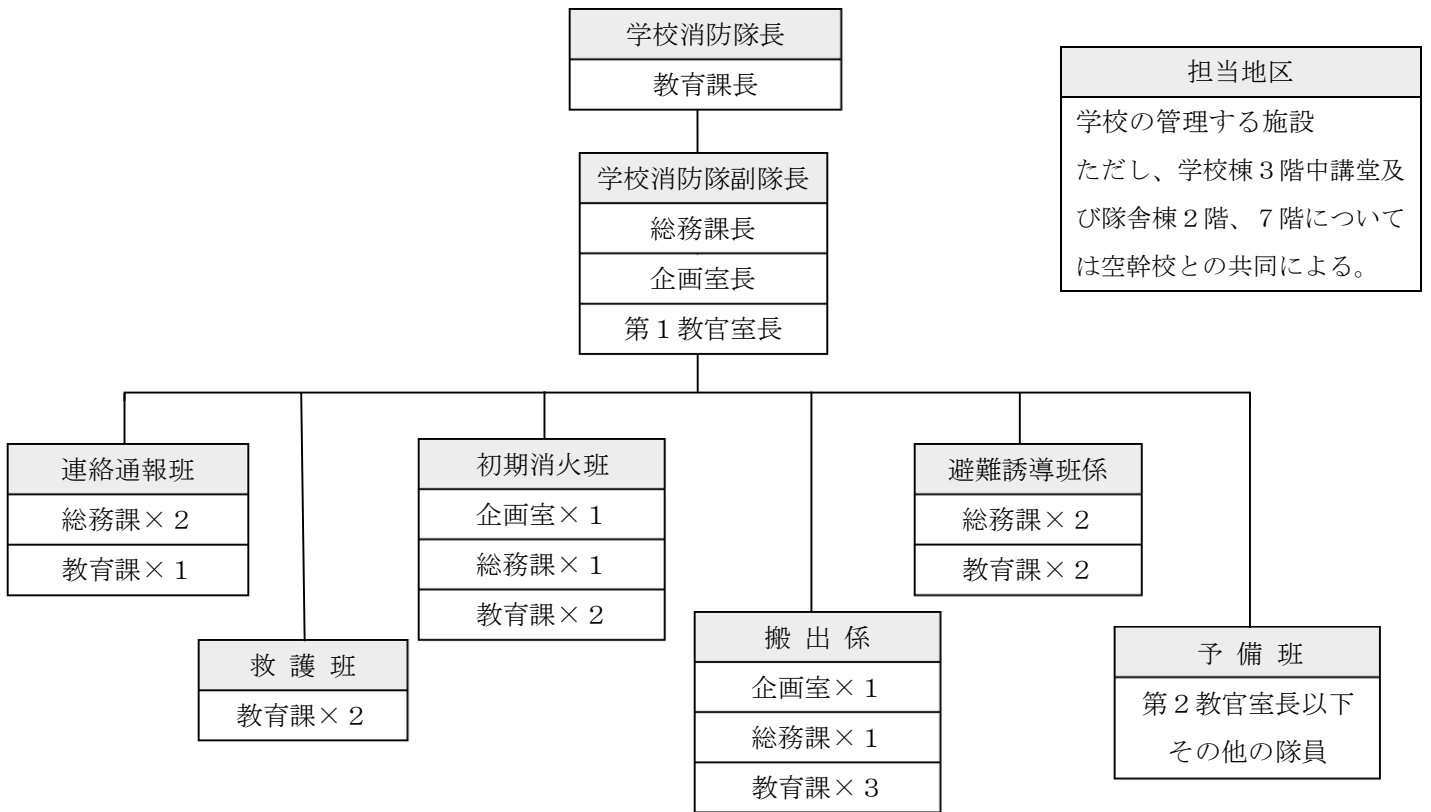 学校消防隊長
教育課長
担当地区
学校の管理する施設
ただし、学校棟３階中講堂及
び隊舎棟２階、７階について
は空幹校との共同による。
学校消防隊副隊長
総務課長
企画室長
第１教官室長
連絡通報班
総務課×２
教育課×１
救 護 班
教育課×２
初期消火班
企画室×１
総務課×１
教育課×２
搬 出 係
企画室×１
総務課×１
教育課×３
避難誘導班係
総務課×２
教育課×２
予 備 班
第２教官室長以下
その他の隊員